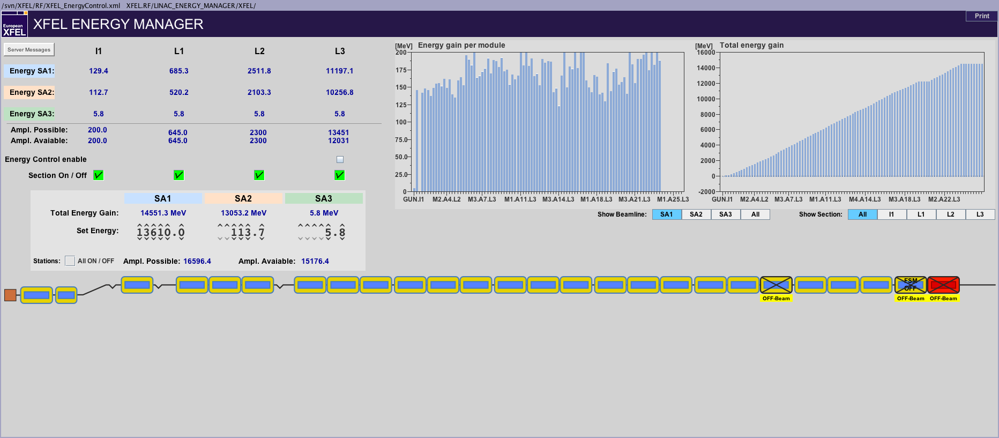 /svn/XFEL/RF/XFEL_EnergyControl.xml XFEL.RF/LINAC_ENERGY_MANAGER/XFEL/
European
XFEL
XFEL ENERGY MANAGER
Print
Server Messages
I1 L1 L2 L3
Energy SA1: 129.4 685.3 2511.8 11197.1
Energy SA2: 112.7 520.2 2103.3 10256.8
Energy SA3: 5.8 5.8 5.8 5.8
Ampl. Possible: 200.0 645.0 2300 13451
Ampl. Avaiable: 200.0 645.0 2300 12031
Energy Control enable
Section On / Off
SA1 SA2 SA3
Total Energy Gain: 14551.3 MeV 13053.2 MeV 5.8 MeV
Set Energy: 13610.0 113.7 5.8
Stations: All ON / OFF Ampl. Possible: 16596.4 Ampl. Avaiable: 15176.4
[MeV] Energy gain per module
200
175
150
125
100
75.0
50.0
25.0
0
GUN.I1 M2.A4.L2 M3.A7.L3 M1.A11.L3 M3.A14.L3 M1.A18.L3 M3.A21.L3 M1.A25.L3
Show Beamline: SA1 SA2 SA3 All
[MeV] Total energy gain
16000
14000
12000
10000
8000
6000
4000
2000
0
-2000
GUN.I1 M2.A4.L2 M3.A7.L3 M1.A11.L3 M4.A14.L3 M3.A18.L3 M2.A22.L3
Show Section: All I1 L1 L2 L3
FSM
OFF
OFF-Beam OFF-Beam OFF-Beam